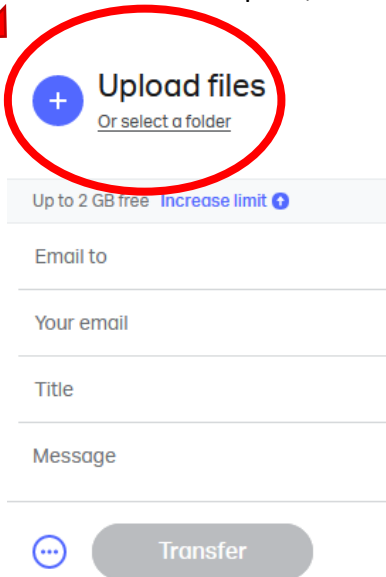 Upload files
Or select a folder
Up to 2 GB free Increase limit
Email to
Your email
Title
Message
Transfer